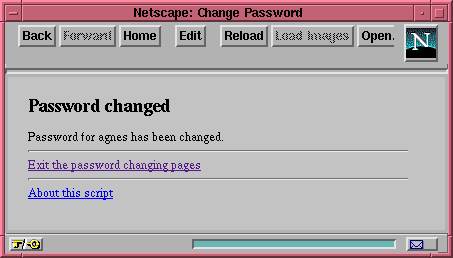 Netscape: Change Password
Back Forward Home Edit Reload Load Images Open.
N
Password changed
Password for agnes has been changed.
Exit the password changing pages
About this script